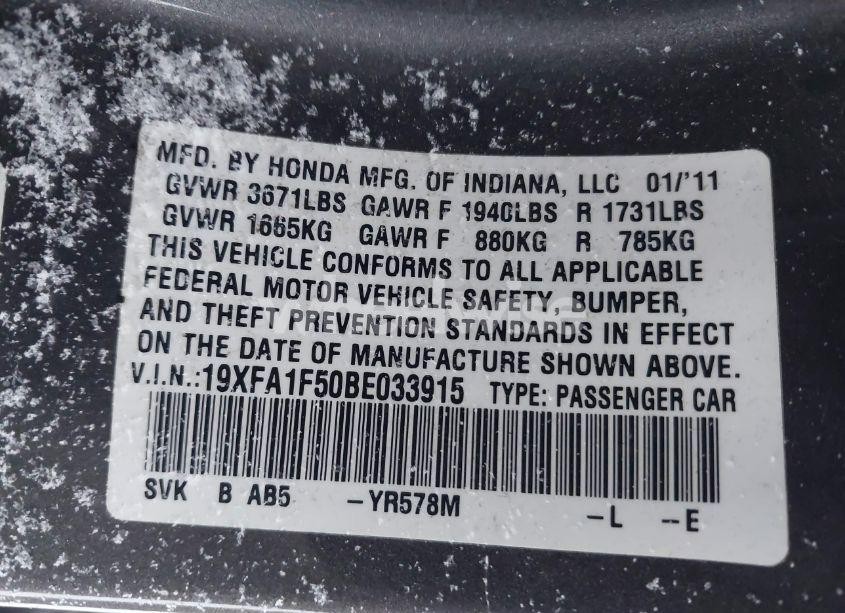 MFD. BY HONDA MFG. OF INDIANA, LLC 01/'11
GVWR 3671LBS GAWR F 1940LBS R 1731LBS
GVWR 1665KG GAWR F 880KG R 785KG
THIS VEHICLE CONFORMS TO ALL APPLICABLE
FEDERAL MOTOR VEHICLE SAFETY, BUMPER,
AND THEFT PREVENTION STANDARDS IN EFFECT
ON THE DATE OF MANUFACTURE SHOWN ABOVE.
V.I.N.:19XFA1F50BE033915 TYPE: PASSENGER CAR
SVK B AB5 -YR578M -L --E